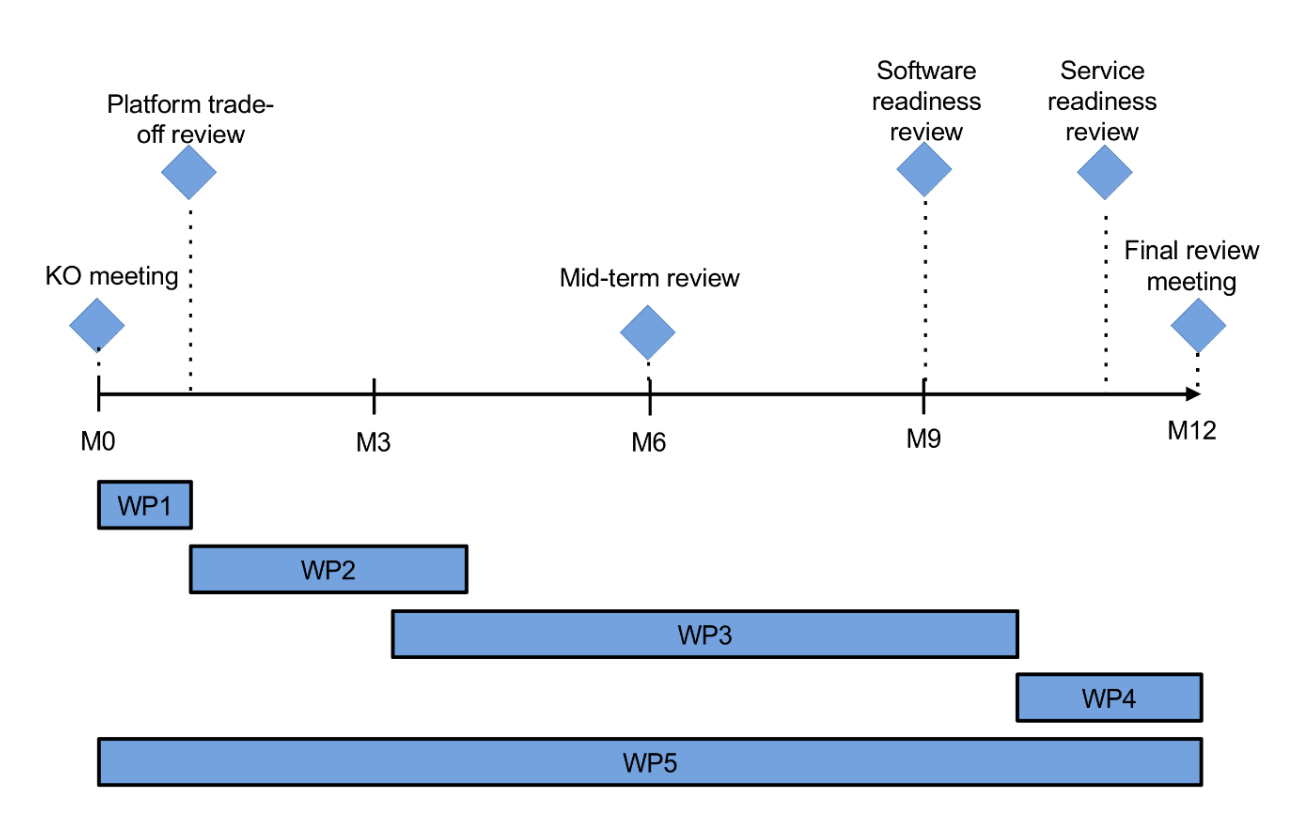 Software
readiness
review
Service
readiness
review
Platform trade-
off review
Final review
meeting
KO meeting
Mid-term review
M0
M3
M6
M9
M12
WP1
WP2
WP3
WP4
WP5